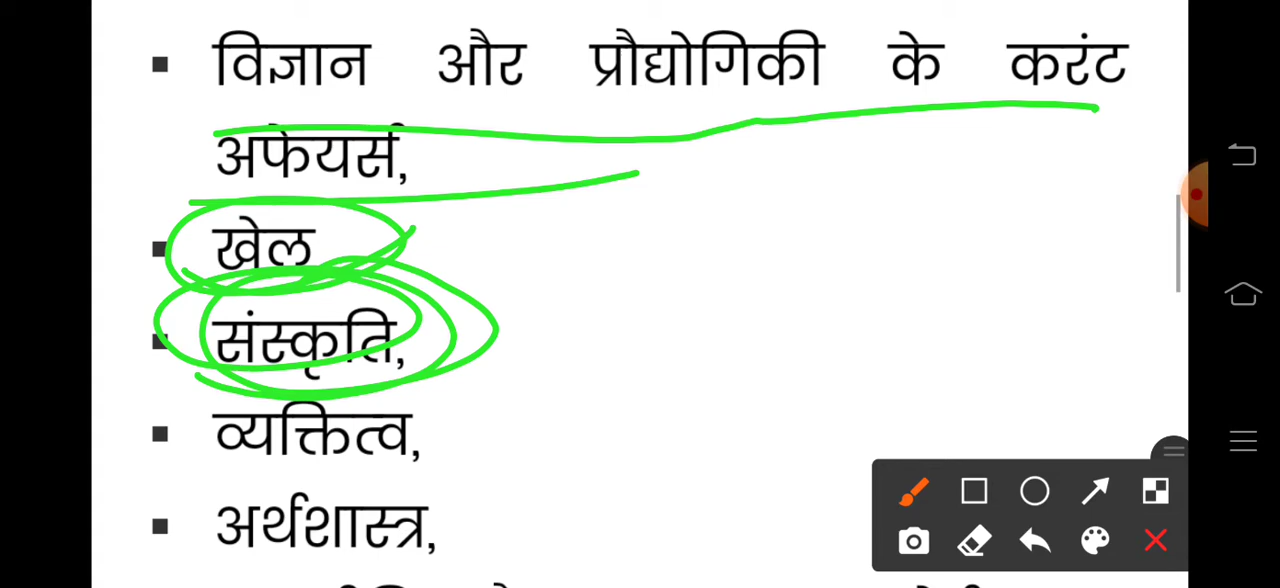 ▪ विज्ञान और प्रौद्योगिकी के करंट
अफेयर्स,
▪ खेल
▪ संस्कृति,
▪ व्यक्तित्व,
▪ अर्थशास्त्र,